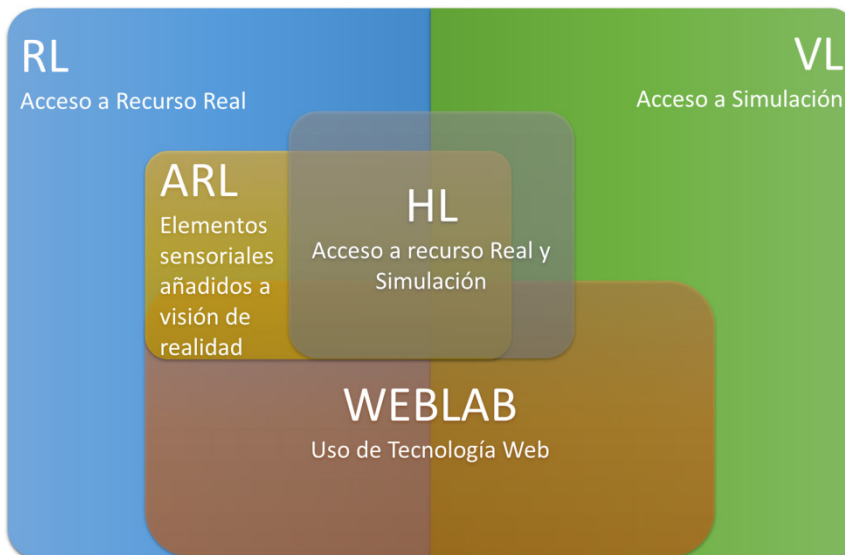 RL
Acceso a Recurso Real
VL
Acceso a Simulación
ARL
Elementos
sensoriales
añadidos a
visión de
realidad
HL
Acceso a recurso Real y
Simulación
WEBLAB
Uso de Tecnología Web